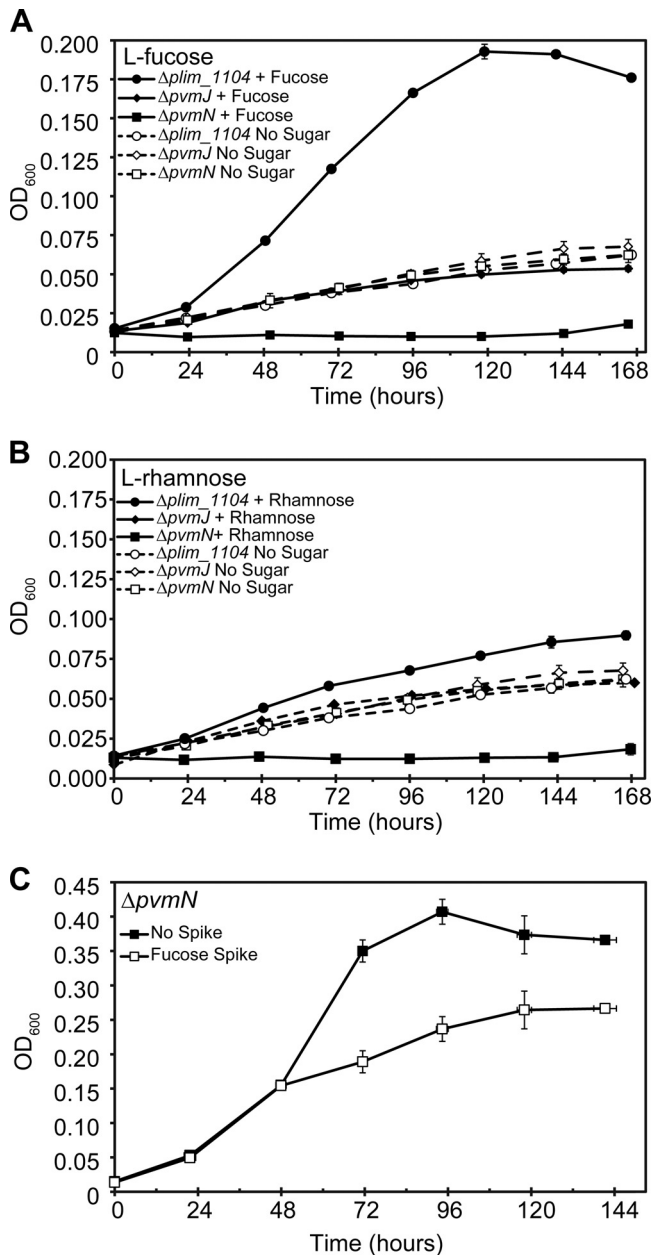 A
L-fucose
Δplim_1104 + Fucose
ΔpvmJ + Fucose
ΔpvmN + Fucose
Δplim_1104 No Sugar
ΔpvmJ No Sugar
ΔpvmN No Sugar
OD600
0.200
0.175
0.150
0.125
0.100
0.075
0.050
0.025
0
0 24 48 72 96 120 144 168
Time (hours)
B
L-rhamnose
Δplim_1104 + Rhamnose
ΔpvmJ + Rhamnose
ΔpvmN+ Rhamnose
Δplim_1104 No Sugar
ΔpvmJ No Sugar
ΔpvmN No Sugar
OD600
0.200
0.175
0.150
0.125
0.100
0.075
0.050
0.025
0.000
0 24 48 72 96 120 144 168
Time (hours)
C
ΔpvmN
No Spike
Fucose Spike
OD600
0.45
0.40
0.35
0.30
0.25
0.20
0.15
0.10
0.05
0
0 24 48 72 96 120 144
Time (hours)